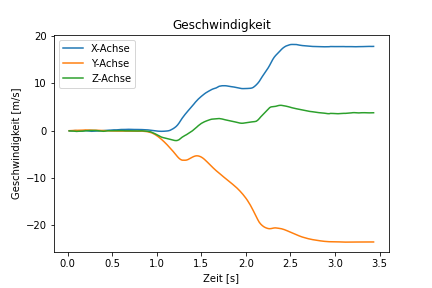 Geschwindigkeit
X-Achse
Y-Achse
Z-Achse
Geschwindigkeit [m/s]
20
10
0
−10
−20
0.0 0.5 1.0 1.5 2.0 2.5 3.0 3.5
Zeit [s]